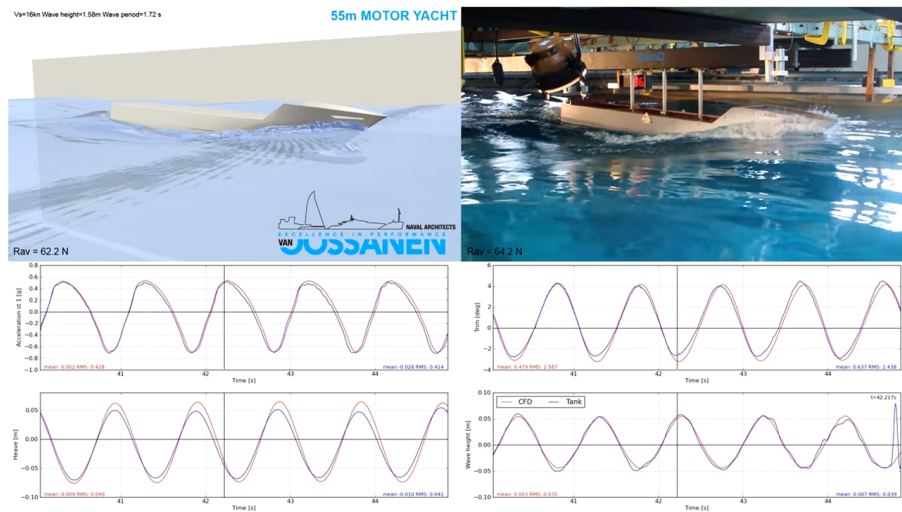 Vs=16kn Wave height=1.58m Wave period=1.72 s
55m MOTOR YACHT
NAVAL ARCHITECTS
EXCELLENCE IN PERFORMANCE
VAN OOSSANEN
Rav = 62.2 N
Rav = 64.2 N
Acceleration st 1 [g]
0.8
0.6
0.4
0.2
0.0
−0.2
−0.4
−0.6
−0.8
−1.0
mean: 0.002 RMS: 0.428
mean: -0.028 RMS: 0.414
41
42
43
44
Time [s]
Trim [deg]
6
4
2
0
−2
−4
mean: 0.479 RMS: 2.587
mean: 0.637 RMS: 2.438
41
42
43
44
Time [s]
Heave [m]
0.05
0.00
−0.05
−0.10
mean: -0.009 RMS: 0.049
mean: -0.010 RMS: 0.041
41
42
43
44
Time [s]
Wave height [m]
0.10
0.05
0.00
−0.05
−0.10
CFD
Tank
t=42.217s
mean: 0.003 RMS: 0.035
mean: 0.007 RMS: 0.039
41
42
43
44
Time [s]